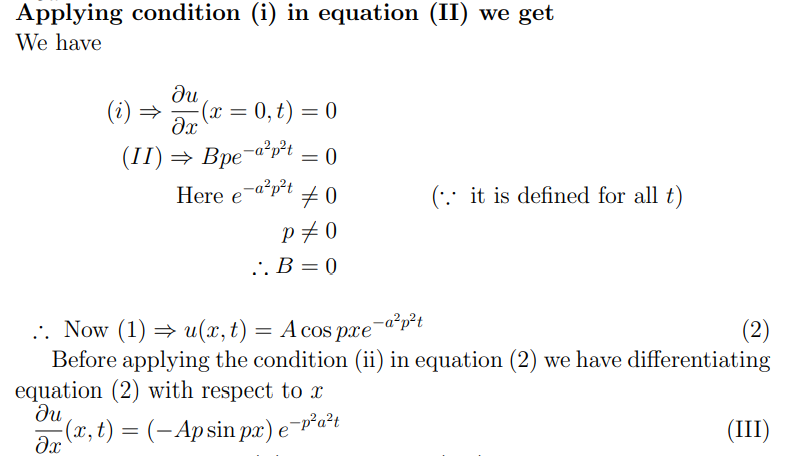 Applying condition (i) in equation (II) we get
We have
(i) ⇒ ∂u/∂x (x = 0, t) = 0
(II) ⇒ Bpe^{−a²p²t} = 0
Here e^{−a²p²t} ≠ 0 (∵ it is defined for all t)
p ≠ 0
∴ B = 0
∴ Now (1) ⇒ u(x, t) = A cos pxe^{−a²p²t} (2)
Before applying the condition (ii) in equation (2) we have differentiating
equation (2) with respect to x
∂u/∂x (x, t) = (−Ap sin px) e^{−p²a²t} (III)